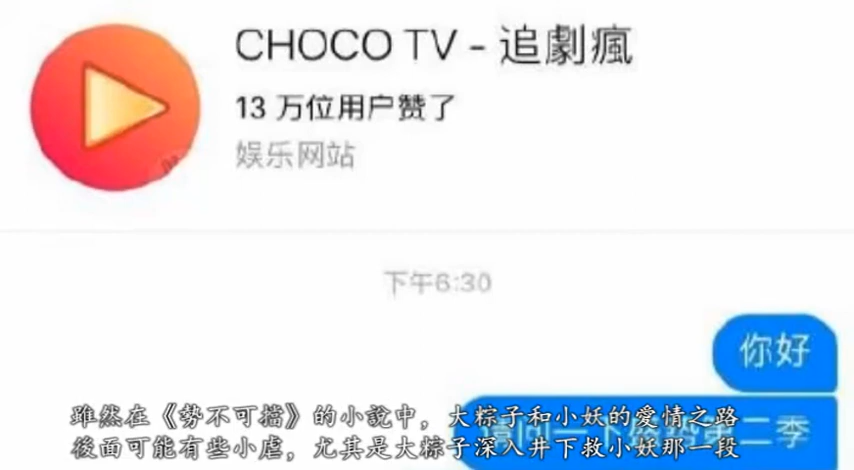 CHOCO TV - 追劇瘋
13 万位用户赞了
娱乐网站
下午6:30
你好
雖然在《勢不可擋》的小說中，大粽子和小妖的愛情之路
第二季
後面可能有些小虐，尤其是大粽子深入井下救小妖那一段